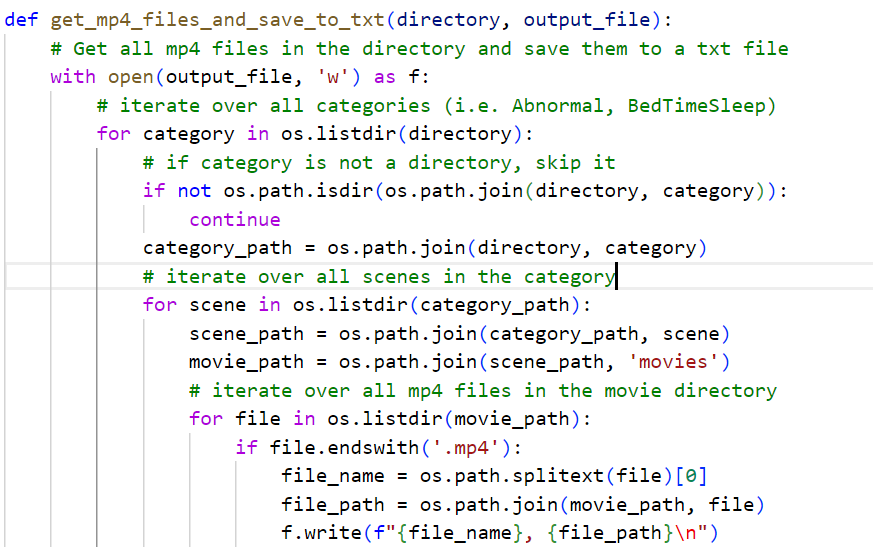 def get_mp4_files_and_save_to_txt(directory, output_file):
    # Get all mp4 files in the directory and save them to a txt file
    with open(output_file, 'w') as f:
        # iterate over all categories (i.e. Abnormal, BedTimeSleep)
        for category in os.listdir(directory):
            # if category is not a directory, skip it
            if not os.path.isdir(os.path.join(directory, category)):
                continue
            category_path = os.path.join(directory, category)
            # iterate over all scenes in the category
            for scene in os.listdir(category_path):
                scene_path = os.path.join(category_path, scene)
                movie_path = os.path.join(scene_path, 'movies')
                # iterate over all mp4 files in the movie directory
                for file in os.listdir(movie_path):
                    if file.endswith('.mp4'):
                        file_name = os.path.splitext(file)[0]
                        file_path = os.path.join(movie_path, file)
                        f.write(f"{file_name}, {file_path}\n")